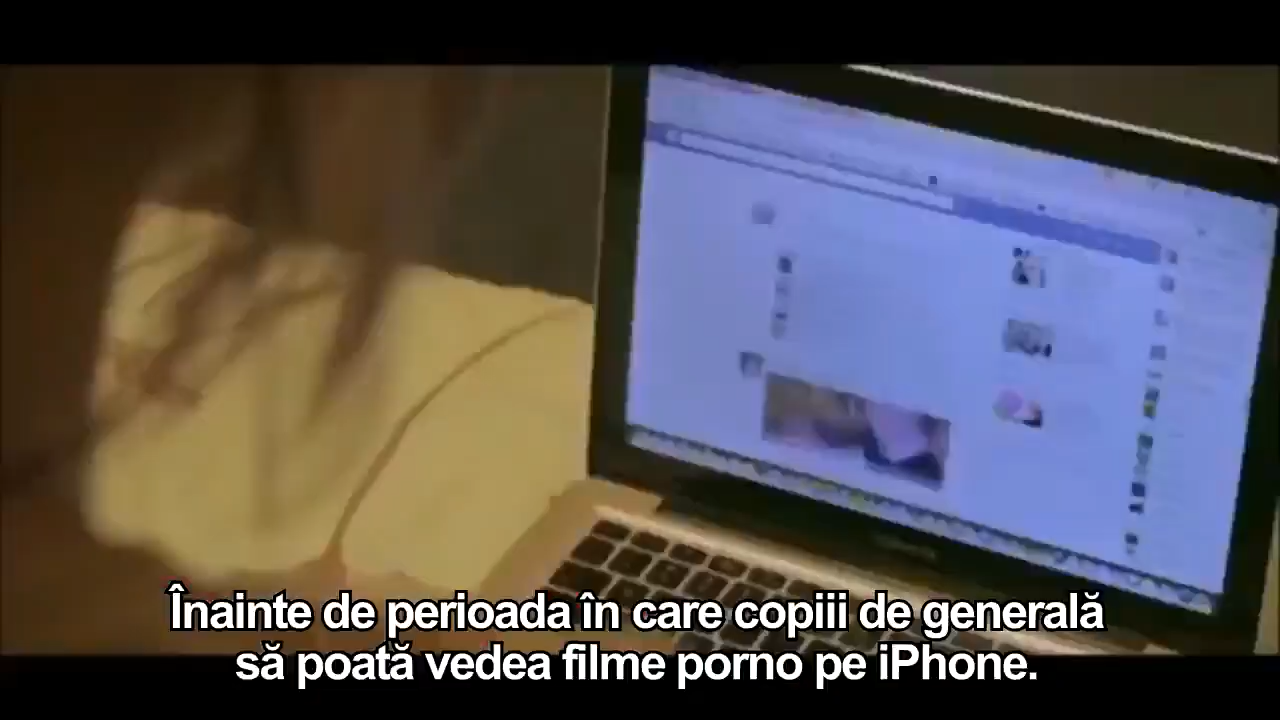 Înainte de perioada în care copiii de generală
să poată vedea filme porno pe iPhone.